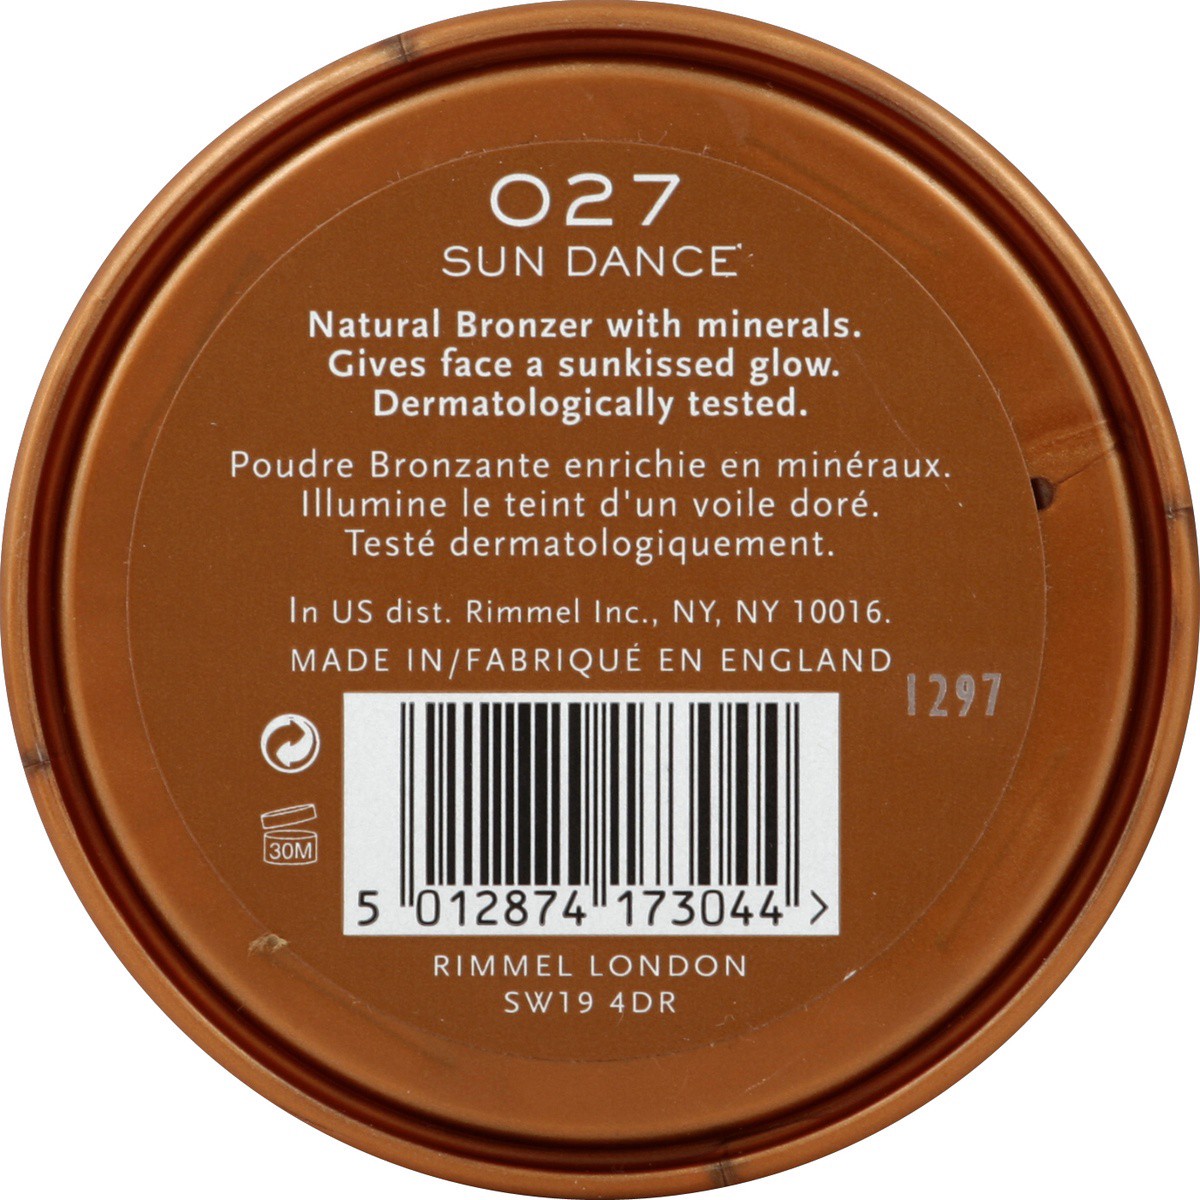 027
SUN DANCE
Natural Bronzer with minerals.
Gives face a sunkissed glow.
Dermatologically tested.
Poudre Bronzante enrichie en minéraux.
Illumine le teint d'un voile doré.
Testé dermatologiquement.
In US dist. Rimmel Inc., NY, NY 10016.
MADE IN/FABRIQUÉ EN ENGLAND
1297
30M
5 012874 173044 >
RIMMEL LONDON
SW19 4DR